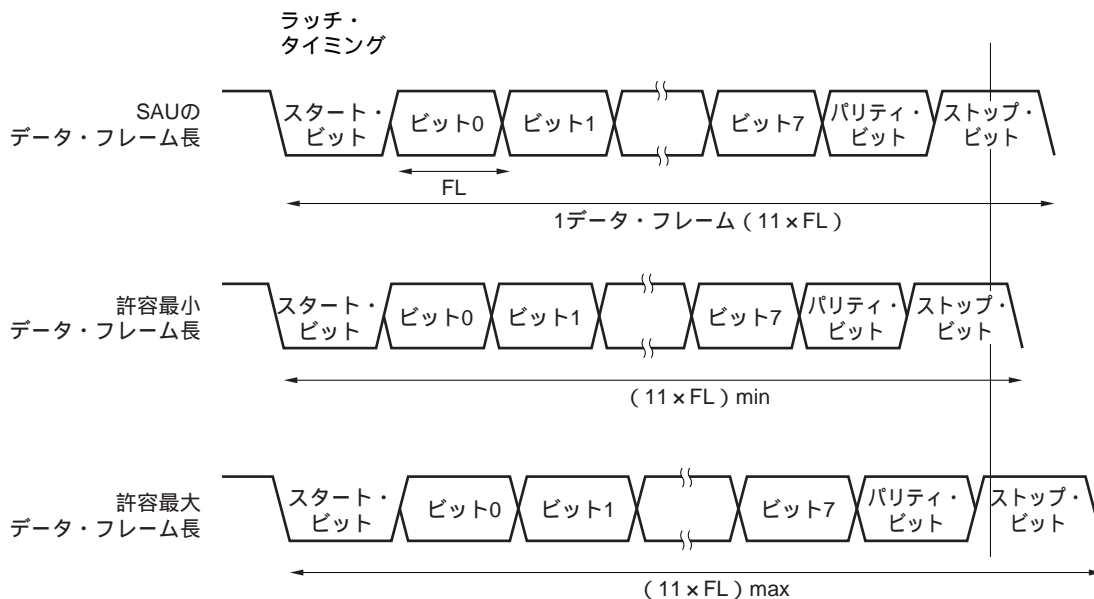 ラッチ・
タイミング
SAUの
データ・フレーム長
スタート・
ビット
ビット0
ビット1
ビット7
パリティ・
ビット
ストップ・
ビット
FL
1データ・フレーム（11×FL）
許容最小
データ・フレーム長
スタート・
ビット
ビット0
ビット1
ビット7
パリティ・
ビット
ストップ・
ビット
（11×FL）min
許容最大
データ・フレーム長
スタート・
ビット
ビット0
ビット1
ビット7
パリティ・
ビット
ストップ・
ビット
（11×FL）max